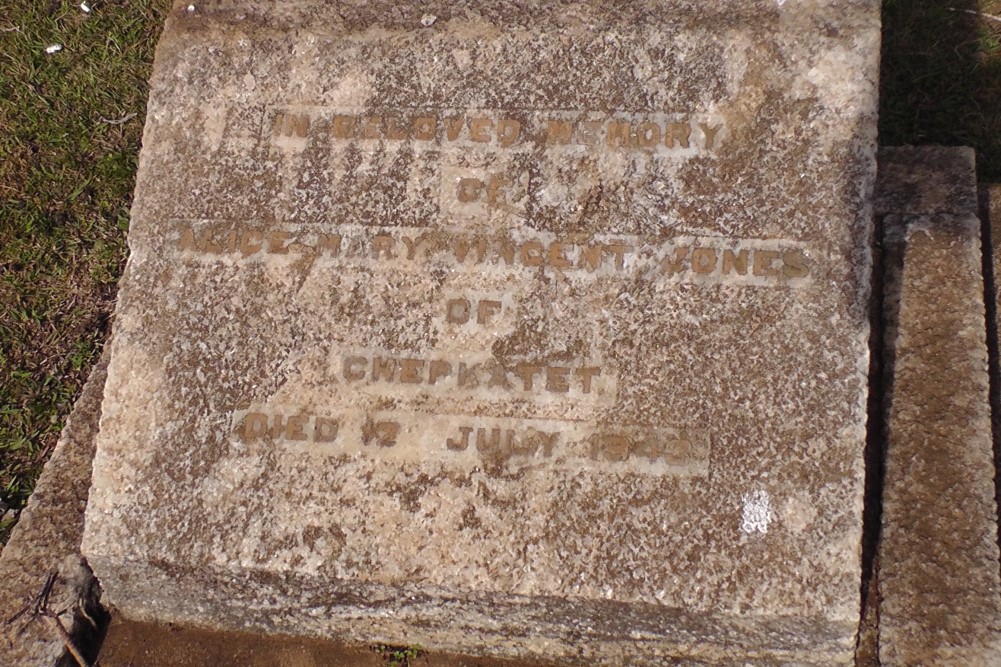 IN BELOVED MEMORY
OF
ALICE MARY VINCENT JONES
OF
CHEPKATET
DIED 12 JULY